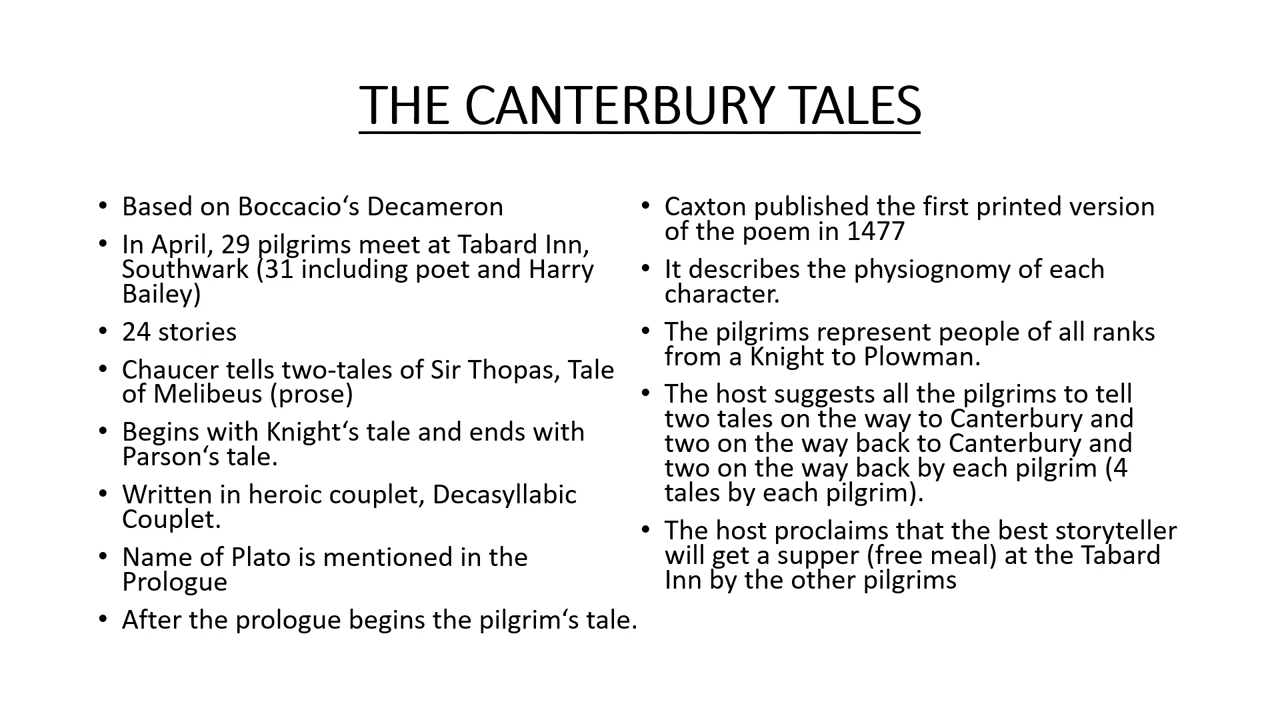 THE CANTERBURY TALES
• Based on Boccacio‘s Decameron
• In April, 29 pilgrims meet at Tabard Inn,
Southwark (31 including poet and Harry
Bailey)
• 24 stories
• Chaucer tells two-tales of Sir Thopas, Tale
of Melibeus (prose)
• Begins with Knight‘s tale and ends with
Parson‘s tale.
• Written in heroic couplet, Decasyllabic
Couplet.
• Name of Plato is mentioned in the
Prologue
• After the prologue begins the pilgrim‘s tale.
• Caxton published the first printed version
of the poem in 1477
• It describes the physiognomy of each
character.
• The pilgrims represent people of all ranks
from a Knight to Plowman.
• The host suggests all the pilgrims to tell
two tales on the way to Canterbury and
two on the way back to Canterbury and
two on the way back by each pilgrim (4
tales by each pilgrim).
• The host proclaims that the best storyteller
will get a supper (free meal) at the Tabard
Inn by the other pilgrims